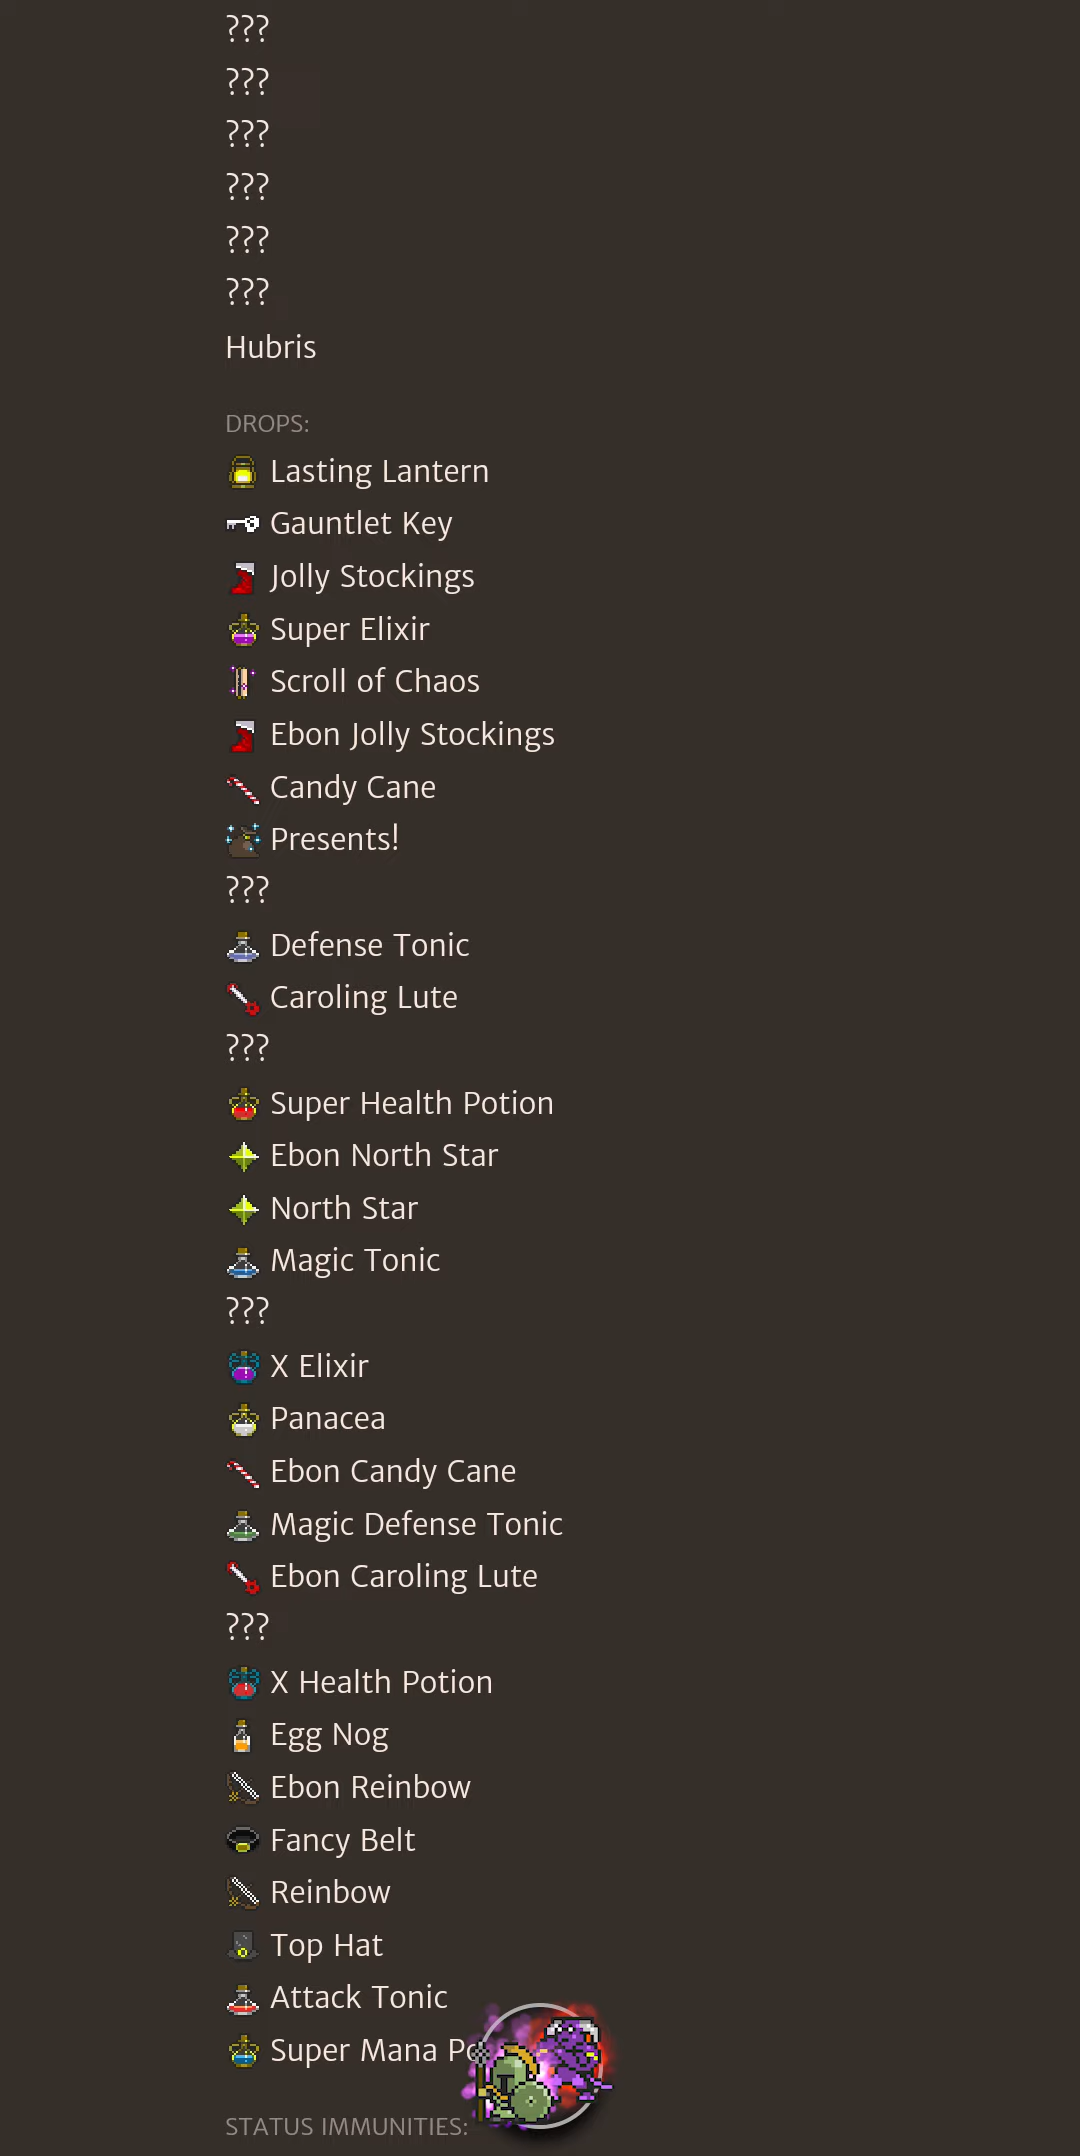 ???
???
???
???
???
???
Hubris
DROPS:
Lasting Lantern
Gauntlet Key
Jolly Stockings
Super Elixir
Scroll of Chaos
Ebon Jolly Stockings
Candy Cane
Presents!
???
Defense Tonic
Caroling Lute
???
Super Health Potion
Ebon North Star
North Star
Magic Tonic
???
X Elixir
Panacea
Ebon Candy Cane
Magic Defense Tonic
Ebon Caroling Lute
???
X Health Potion
Egg Nog
Ebon Reinbow
Fancy Belt
Reinbow
Top Hat
Attack Tonic
Super Mana
STATUS IMMUNITIES: